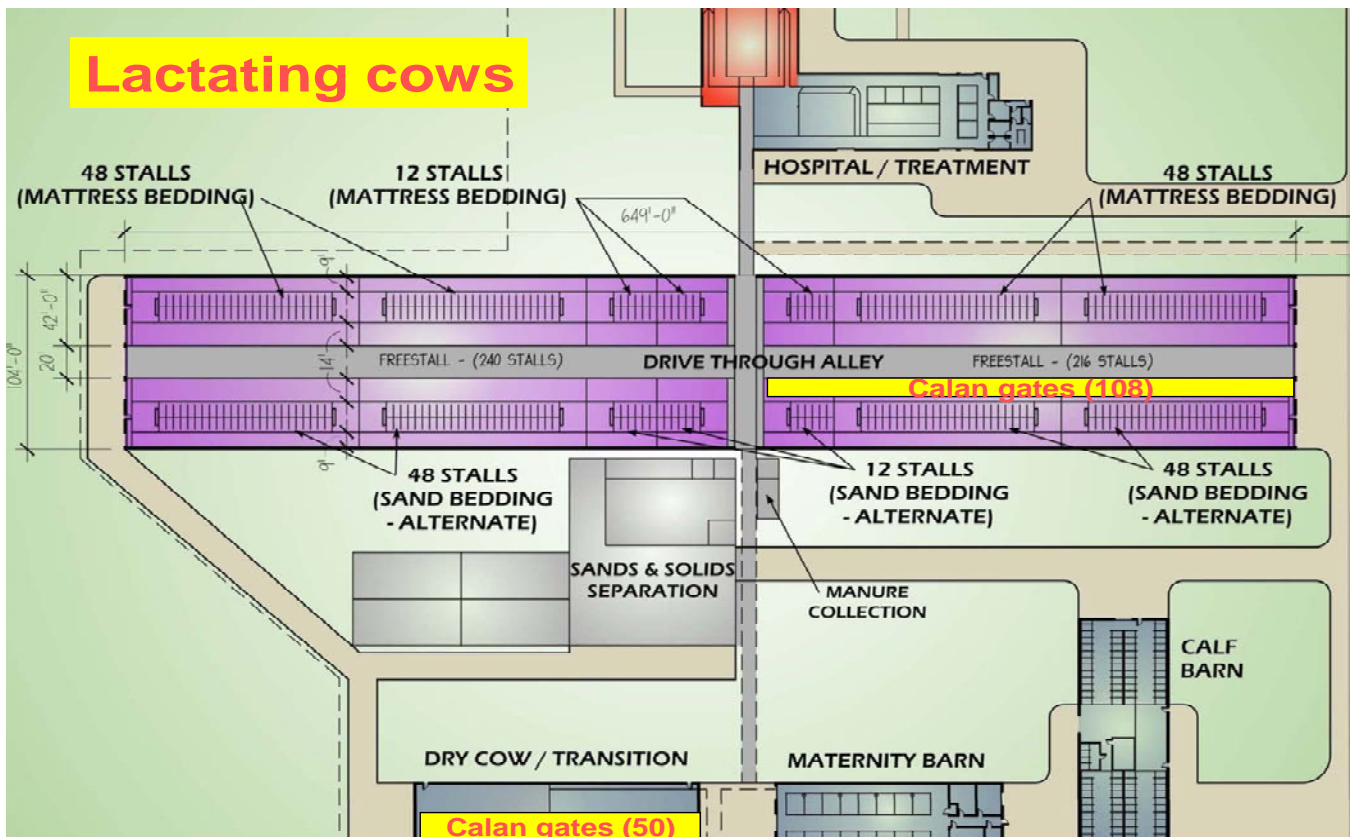 Lactating cows
HOSPITAL / TREATMENT
48 STALLS
(MATTRESS BEDDING)
12 STALLS
(MATTRESS BEDDING)
48 STALLS
(MATTRESS BEDDING)
649'-0"
9'
42'-0"
104'-0"
20
14'
FREESTALL - (240 STALLS)
DRIVE THROUGH ALLEY
FREESTALL - (216 STALLS)
Calan gates (108)
9'
48 STALLS
(SAND BEDDING
- ALTERNATE)
12 STALLS
(SAND BEDDING
- ALTERNATE)
48 STALLS
(SAND BEDDING
- ALTERNATE)
SANDS & SOLIDS
SEPARATION
MANURE
COLLECTION
CALF
BARN
DRY COW / TRANSITION
MATERNITY BARN
Calan gates (50)